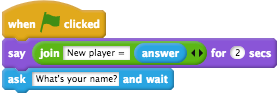 when clicked
say join New player = answer for 2 secs
ask What's your name? and wait